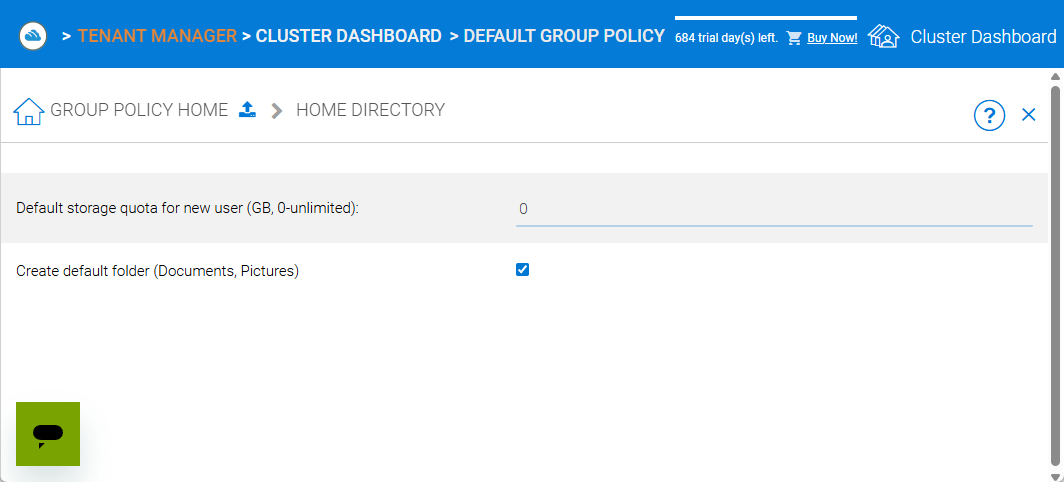 > TENANT MANAGER > CLUSTER DASHBOARD > DEFAULT GROUP POLICY 684 trial day(s) left. Buy Now! Cluster Dashboard
GROUP POLICY HOME > HOME DIRECTORY ? ×
Default storage quota for new user (GB, 0-unlimited): 0
Create default folder (Documents, Pictures)